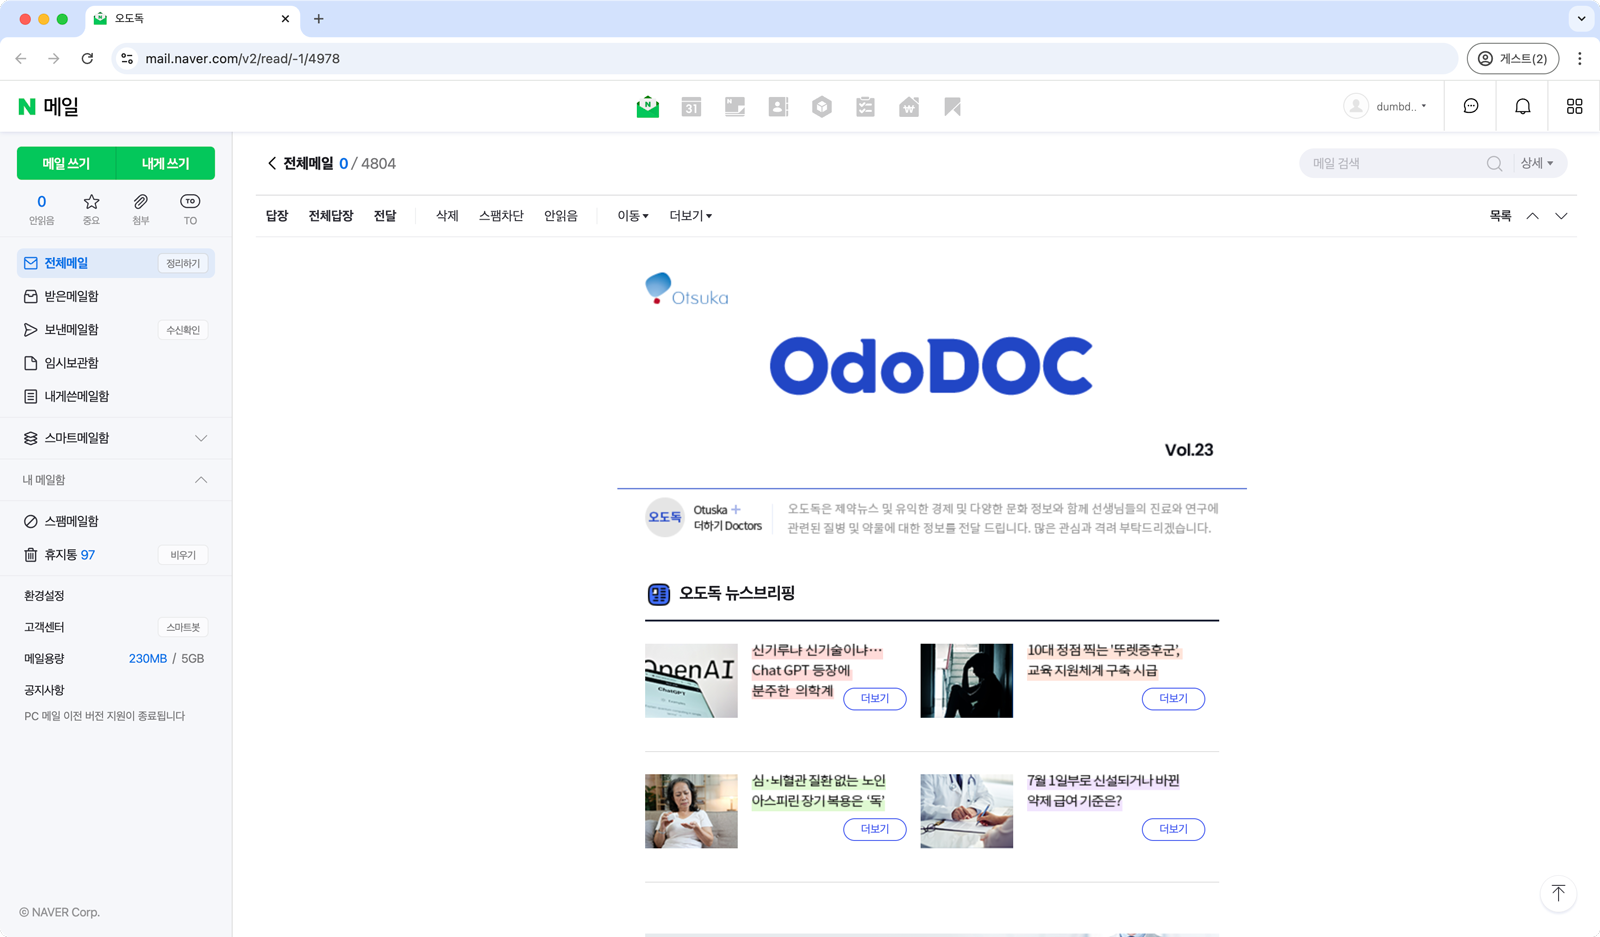 오도독
mail.naver.com/v2/read/-1/4978
게스트(2)
N 메일
31
N
₩
dumbd..
메일 쓰기
내게 쓰기
0
안읽음
중요
첨부
TO
TO
전체메일
정리하기
받은메일함
보낸메일함
수신확인
임시보관함
내게쓴메일함
스마트메일함
내 메일함
스팸메일함
휴지통 97
비우기
환경설정
고객센터
스마트봇
메일용량
230MB / 5GB
공지사항
PC 메일 이전 버전 지원이 종료됩니다
© NAVER Corp.
전체메일 0 / 4804
메일 검색
상세
답장 전체답장 전달 삭제 스팸차단 안읽음 이동 더보기
목록
Otsuka
OdoDOC
Vol.23
오도독
Otuska +
더하기 Doctors
오도독은 제약뉴스 및 유익한 경제 및 다양한 문화 정보와 함께 선생님들의 진료와 연구에
관련된 질병 및 약물에 대한 정보를 전달 드립니다. 많은 관심과 격려 부탁드리겠습니다.
오도독 뉴스브리핑
OpenAI
ChatGPT
신기루냐 신기술이냐…
Chat GPT 등장에
분주한 의학계
더보기
10대 정점 찍는 '뚜렛증후군',
교육 지원체계 구축 시급
더보기
심·뇌혈관 질환 없는 노인
아스피린 장기 복용은 ‘독’
더보기
7월 1일부로 신설되거나 바뀐
약제 급여 기준은?
더보기